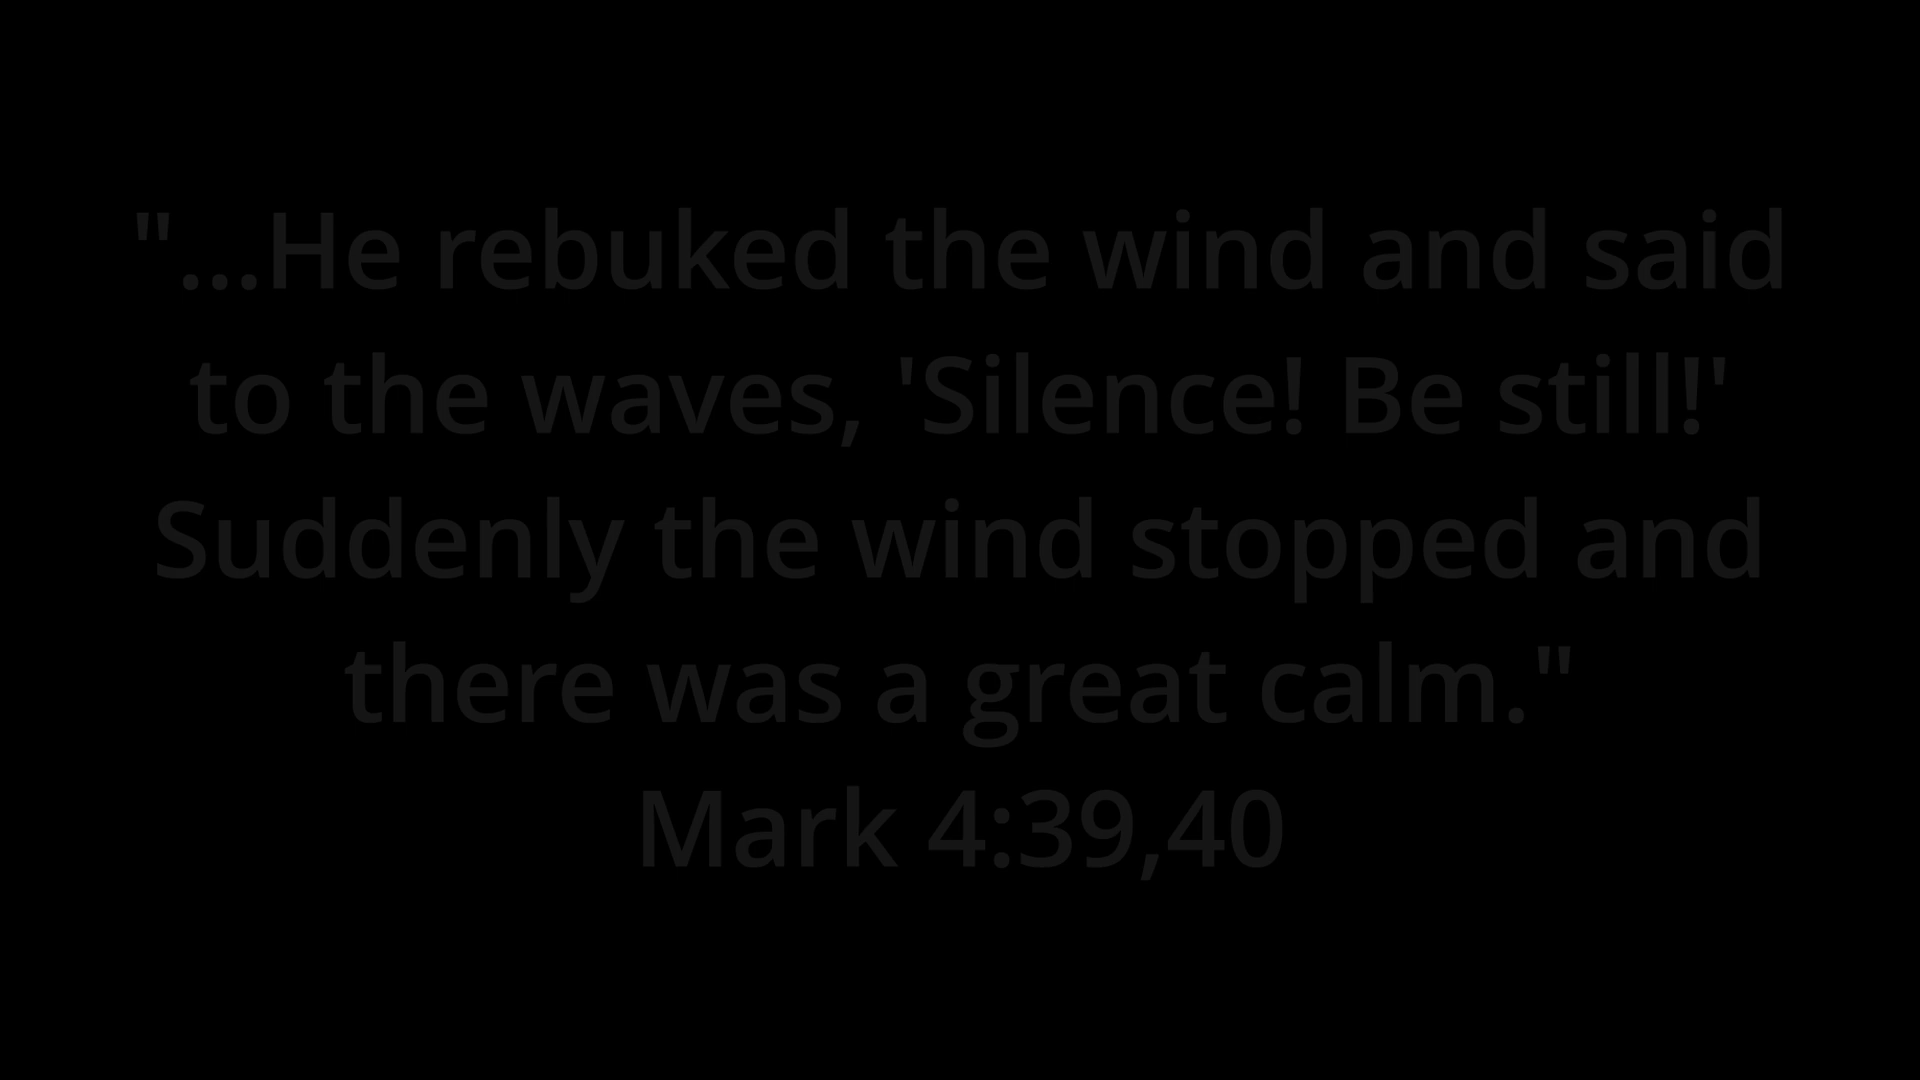 "...He rebuked the wind and said
to the waves, 'Silence! Be still!'
Suddenly the wind stopped and
there was a great calm."
Mark 4:39,40